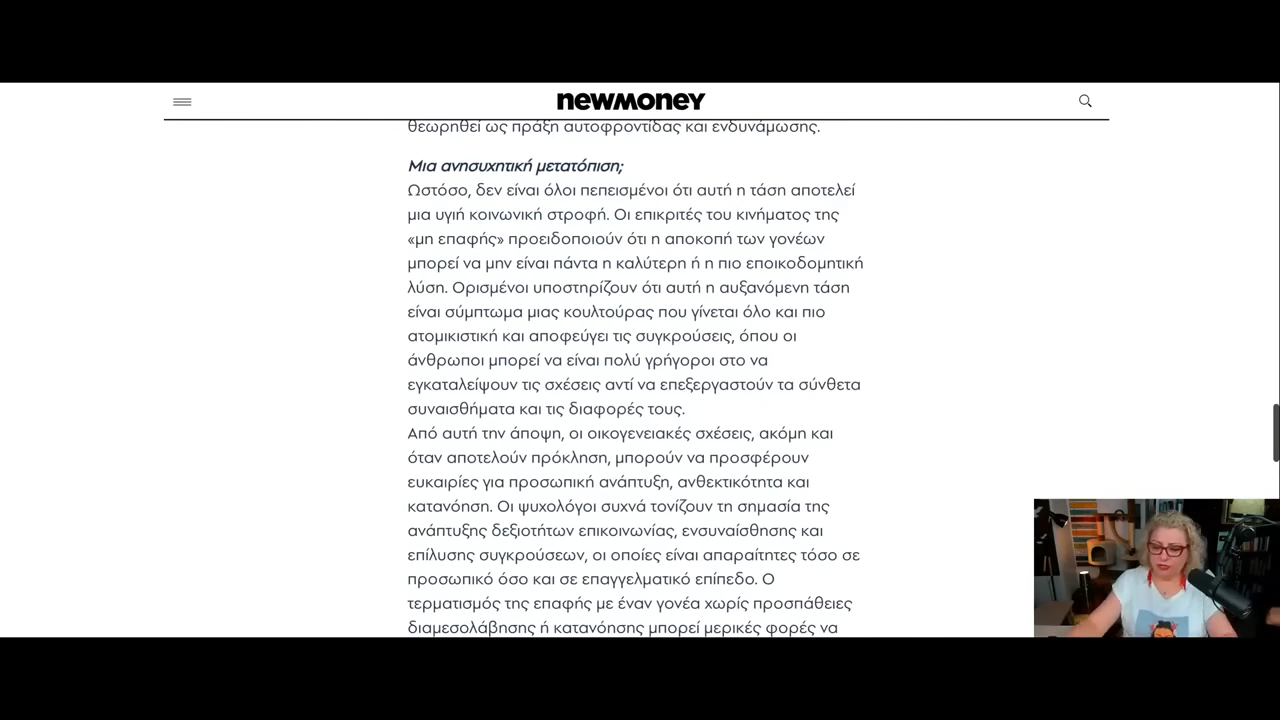 newmoney
θεωρηθεί ως πράξη αυτοφροντίδας και ενδυνάμωσης.
Μια ανησυχητική μετατόπιση;
Ωστόσο, δεν είναι όλοι πεπεισμένοι ότι αυτή η τάση αποτελεί
μια υγιή κοινωνική στροφή. Οι επικριτές του κινήματος της
«μη επαφής» προειδοποιούν ότι η αποκοπή των γονέων
μπορεί να μην είναι πάντα η καλύτερη ή η πιο εποικοδομητική
λύση. Ορισμένοι υποστηρίζουν ότι αυτή η αυξανόμενη τάση
είναι σύμπτωμα μιας κουλτούρας που γίνεται όλο και πιο
ατομικιστική και αποφεύγει τις συγκρούσεις, όπου οι
άνθρωποι μπορεί να είναι πολύ γρήγοροι στο να
εγκαταλείψουν τις σχέσεις αντί να επεξεργαστούν τα σύνθετα
συναισθήματα και τις διαφορές τους.
Από αυτή την άποψη, οι οικογενειακές σχέσεις, ακόμη και
όταν αποτελούν πρόκληση, μπορούν να προσφέρουν
ευκαιρίες για προσωπική ανάπτυξη, ανθεκτικότητα και
κατανόηση. Οι ψυχολόγοι συχνά τονίζουν τη σημασία της
ανάπτυξης δεξιοτήτων επικοινωνίας, ενσυναίσθησης και
επίλυσης συγκρούσεων, οι οποίες είναι απαραίτητες τόσο σε
προσωπικό όσο και σε επαγγελματικό επίπεδο. Ο
τερματισμός της επαφής με έναν γονέα χωρίς προσπάθειες
διαμεσολάβησης ή κατανόησης μπορεί μερικές φορές να